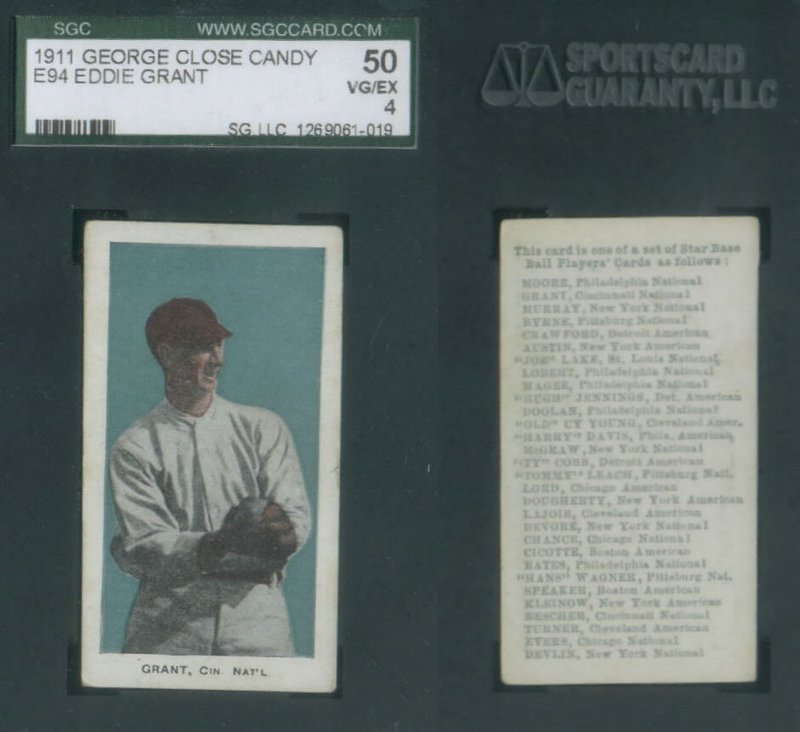 SGC WWW.SGCCARD.COM
1911 GEORGE CLOSE CANDY 50
E94 EDDIE GRANT VG/EX
4
SG LLC 1269061-019
SPORTSCARD
GUARANTY, LLC
GRANT, CIN. NAT'L.
This card is one of a set of Star Base
Ball Players' Cards as follows:
MOORE, Philadelphia National
GRANT, Cincinnati National
MURRAY, New York National
BYRNE, Pittsburg National
CRAWFORD, Detroit American
AUSTIN, New York American
"JOE" LAKE, St. Louis National
LOBERT, Philadelphia National
MAGEE, Philadelphia National
"HUGH" JENNINGS, Det. American
DOOLAN, Philadelphia National
"OLD" CY YOUNG, Cleveland Amer.
"HARRY" DAVIS, Phila. American
McGRAW, New York National
"TY" COBB, Detroit American
"TOMMY" LEACH, Pittsburg Natl.
LORD, Chicago American
DOUGHERTY, New York American
LAJOIE, Cleveland American
DEVORE, New York National
CHANCE, Chicago National
CICOTTE, Boston American
BATES, Philadelphia National
"HANS" WAGNER, Pittsburg Nat.
SPEAKER, Boston American
KLEINOW, New York American
BESCHER, Cincinnati National
TURNER, Cleveland American
EVERS, Chicago National
DEVLIN, New York National